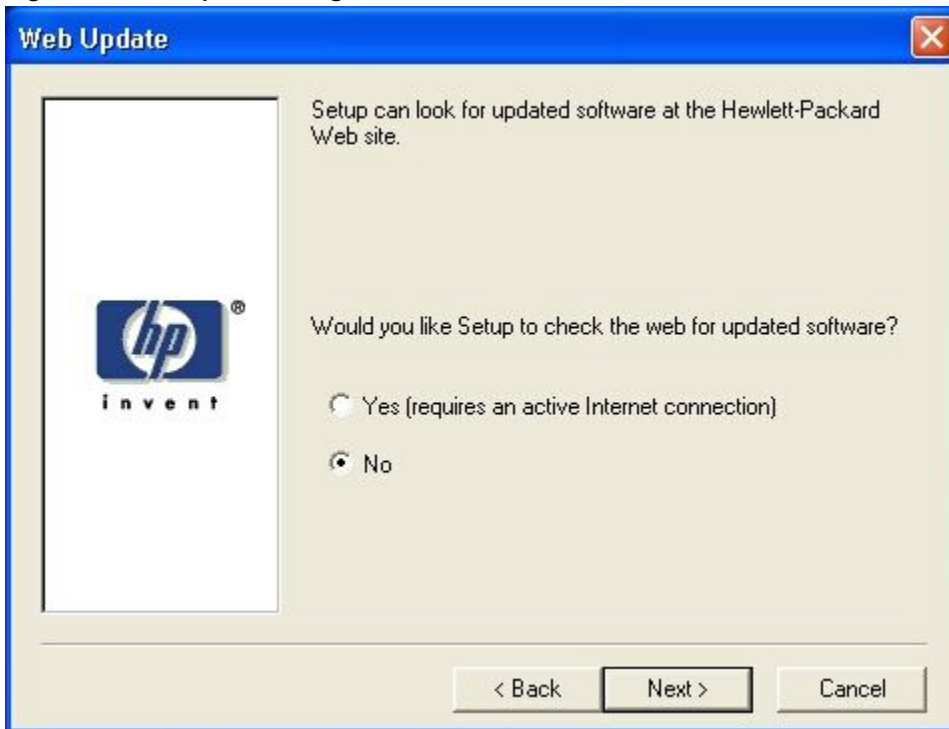 Web Update
Setup can look for updated software at the Hewlett-Packard
Web site.
hp ®
invent
Would you like Setup to check the web for updated software?
Yes (requires an active Internet connection)
No
< Back
Next >
Cancel